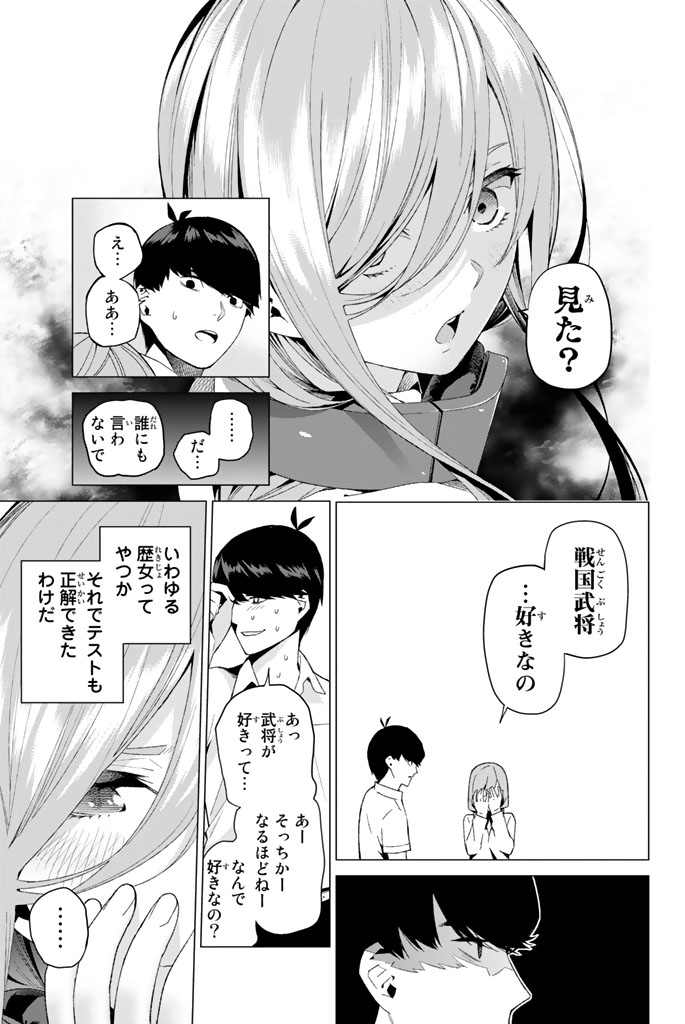 見た？
え…
ああ…
……
だ…
誰にも
言わ
ないで
戦国武将
…好きなの
あっ
武将が
好きって…
あー
そっちかー
なるほどねー
なんで
好きなの？
いわゆる
歴女って
やつか
それでテストも
正解できた
わけだ
……